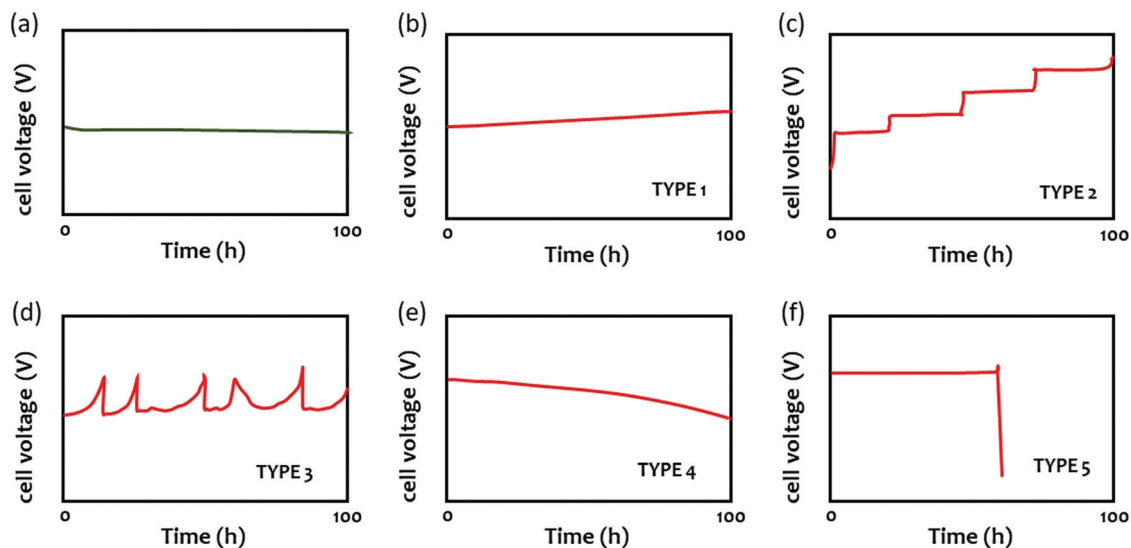 (a)
cell voltage (V)
0
100
Time (h)
(b)
cell voltage (V)
TYPE 1
0
100
Time (h)
(c)
cell voltage (V)
TYPE 2
0
100
Time (h)
(d)
cell voltage (V)
TYPE 3
0
100
Time (h)
(e)
cell voltage (V)
TYPE 4
0
100
Time (h)
(f)
cell voltage (V)
TYPE 5
0
100
Time (h)